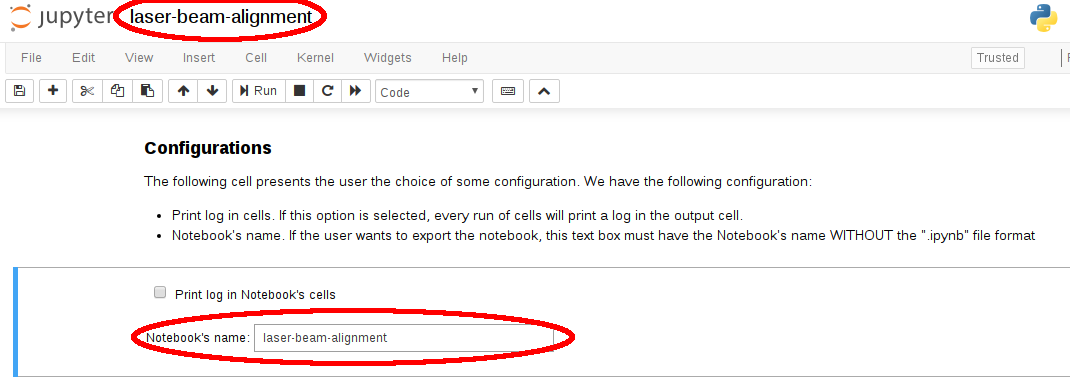 jupyter laser-beam-alignment
File Edit View Insert Cell Kernel Widgets Help Trusted
Run Code
Configurations
The following cell presents the user the choice of some configuration. We have the following configuration:
• Print log in cells. If this option is selected, every run of cells will print a log in the output cell.
• Notebook's name. If the user wants to export the notebook, this text box must have the Notebook's name WITHOUT the ".ipynb" file format
Print log in Notebook's cells
Notebook's name: laser-beam-alignment